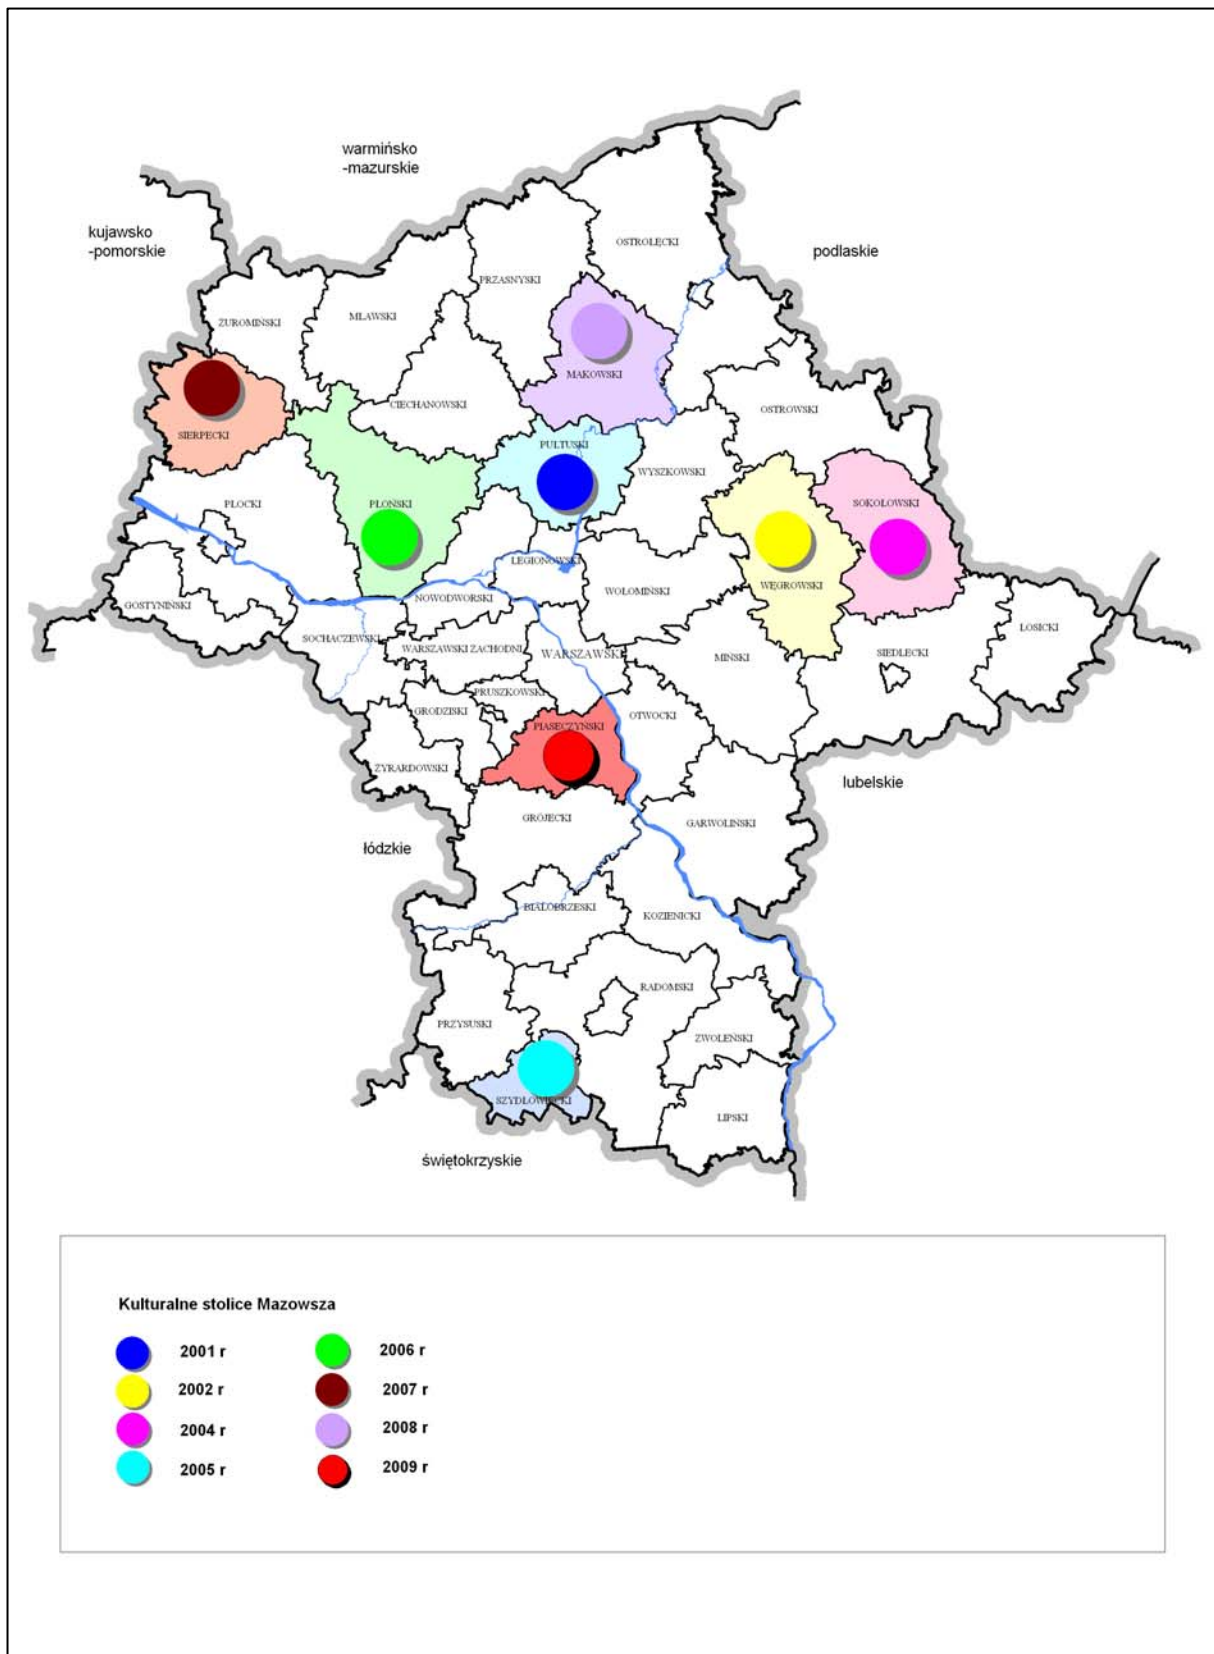 warmińsko
-mazurskie
kujawsko
-pomorskie
podlaskie
OSTROŁĘCKI
PRZASNYSKI
ŻUROMIŃSKI
MŁAWSKI
MAKOWSKI
CIECHANOWSKI
OSTROWSKI
SIERPECKI
PUŁTUSKI
WYSZKOWSKI
PŁOCKI
PŁOŃSKI
SOKOŁOWSKI
LEGIONOWSKI
WĘGROWSKI
WOŁOMIŃSKI
NOWODWORSKI
GOSTYNIŃSKI
SOCHACZEWSKI
WARSZAWSKI ZACHODNI
WARSZAWSKI
MIŃSKI
SIEDLECKI
ŁOSICKI
PRUSZKOWSKI
GRODZISKI
PIASECZYŃSKI
OTWOCKI
ŻYRARDOWSKI
lubelskie
GRÓJECKI
GARWOLIŃSKI
łódzkie
BIAŁOBRZESKI
KOZIENICKI
RADOMSKI
PRZYSUSKI
ZWOLEŃSKI
SZYDŁOWIECKI
LIPSKI
świętokrzyskie
Kulturalne stolice Mazowsza
2001 r
2002 r
2004 r
2005 r
2006 r
2007 r
2008 r
2009 r